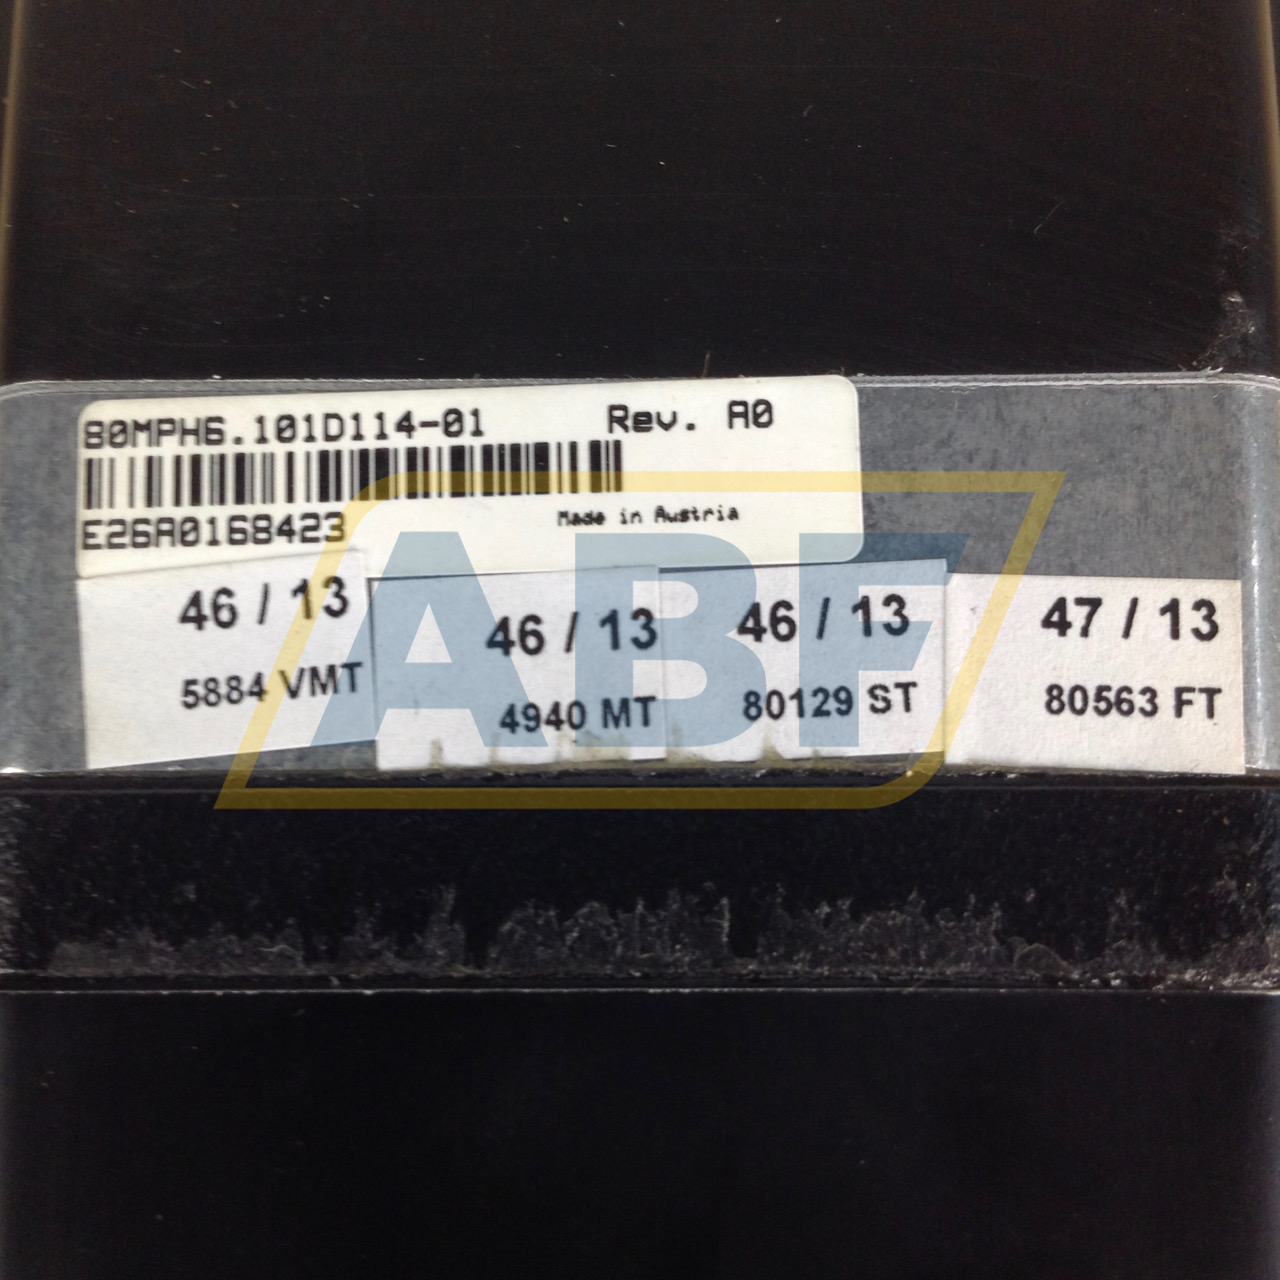 80MPH6.101D114-01 Rev. A0
E26A0168423
Made in Austria
46 / 13
5884 VMT
46 / 13
4940 MT
46 / 13
80129 ST
47 / 13
80563 FT
ABF